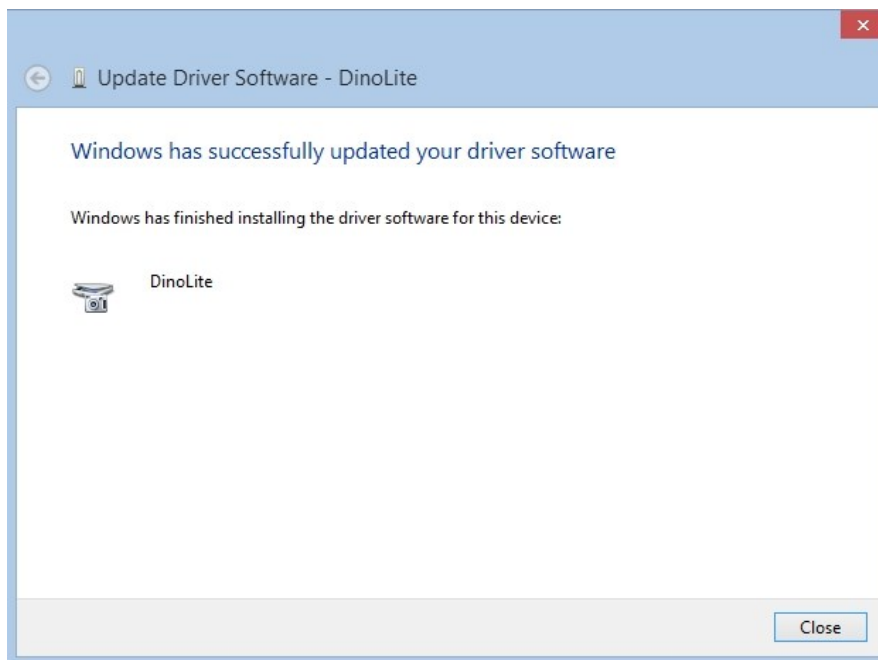 Update Driver Software - DinoLite
Windows has successfully updated your driver software
Windows has finished installing the driver software for this device:
DinoLite
Close